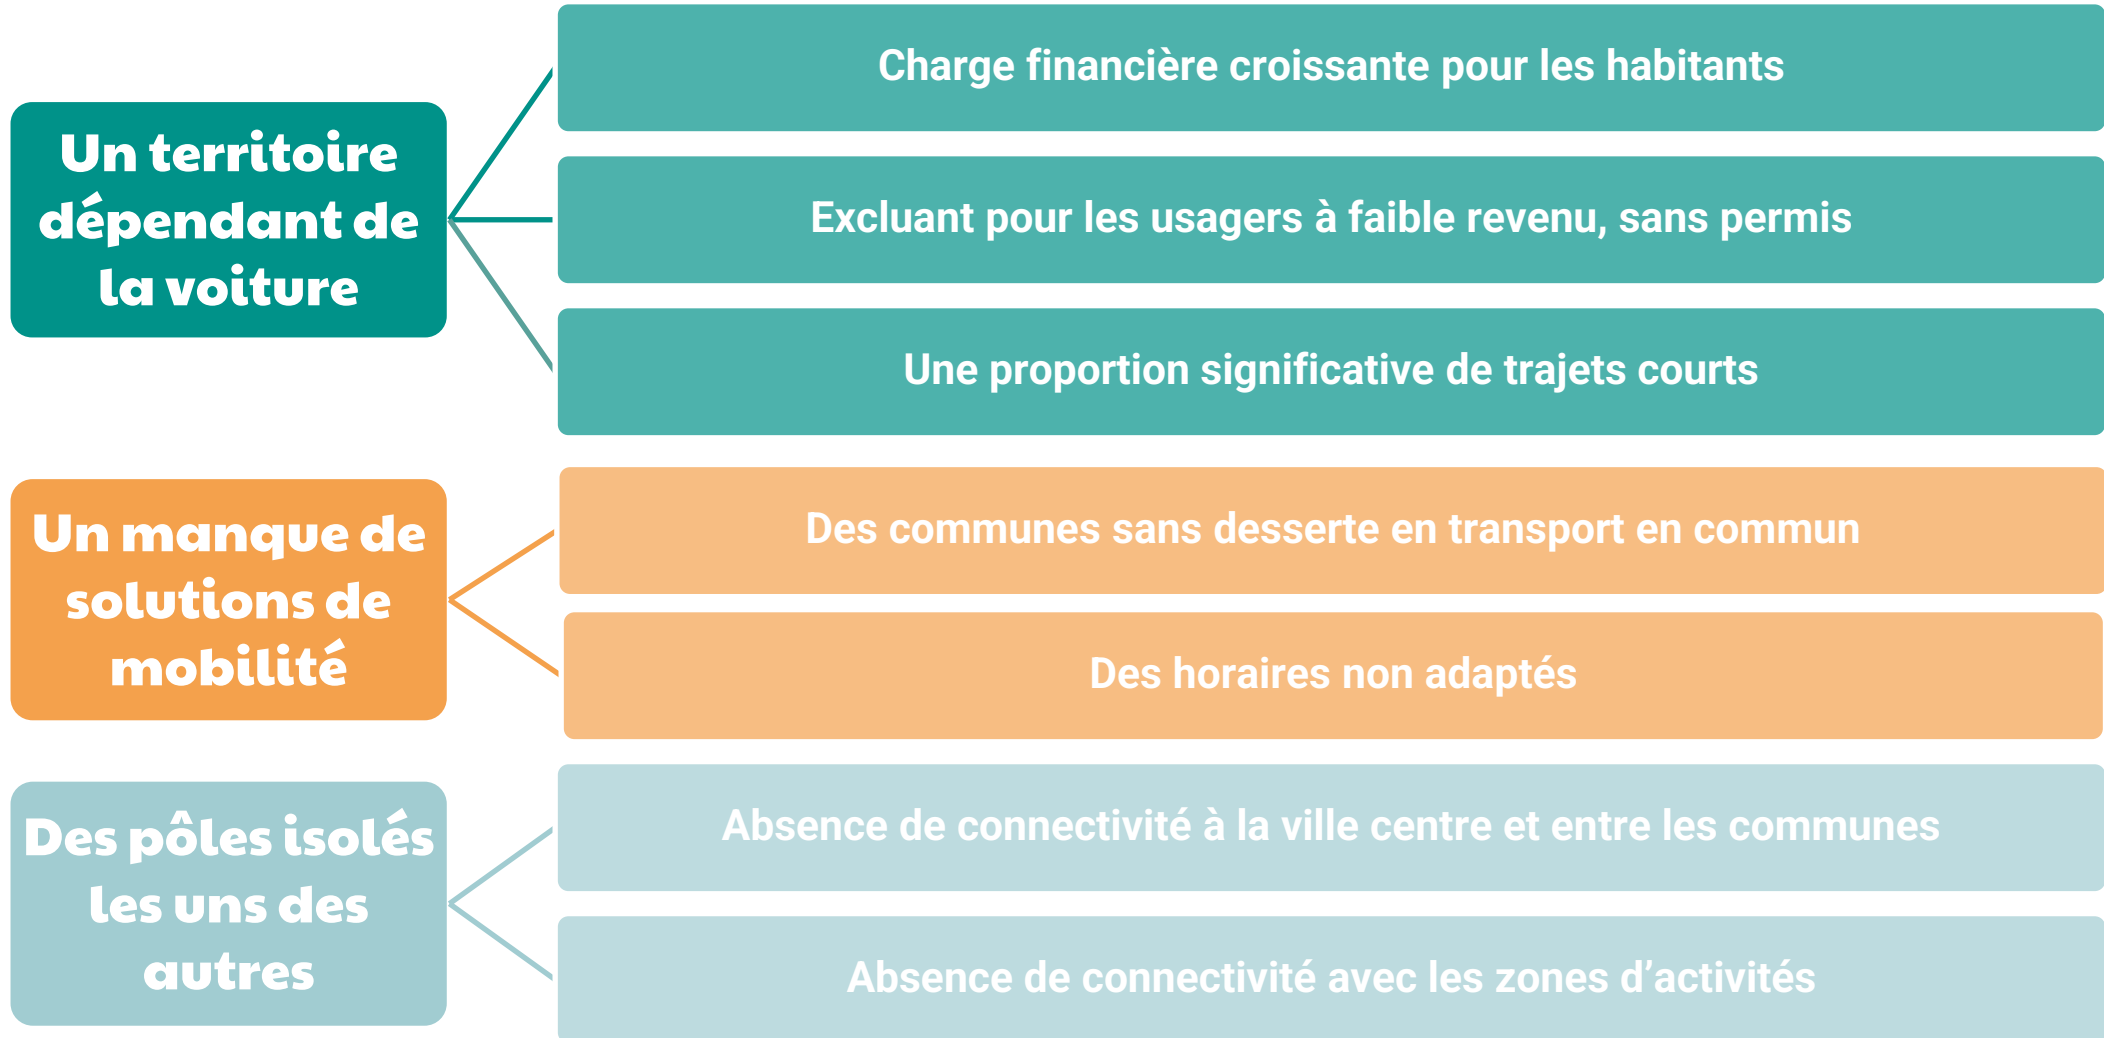 Un territoire
dépendant de
la voiture
Charge financière croissante pour les habitants
Excluant pour les usagers à faible revenu, sans permis
Une proportion significative de trajets courts
Un manque de
solutions de
mobilité
Des communes sans desserte en transport en commun
Des horaires non adaptés
Des pôles isolés
les uns des
autres
Absence de connectivité à la ville centre et entre les communes
Absence de connectivité avec les zones d’activités